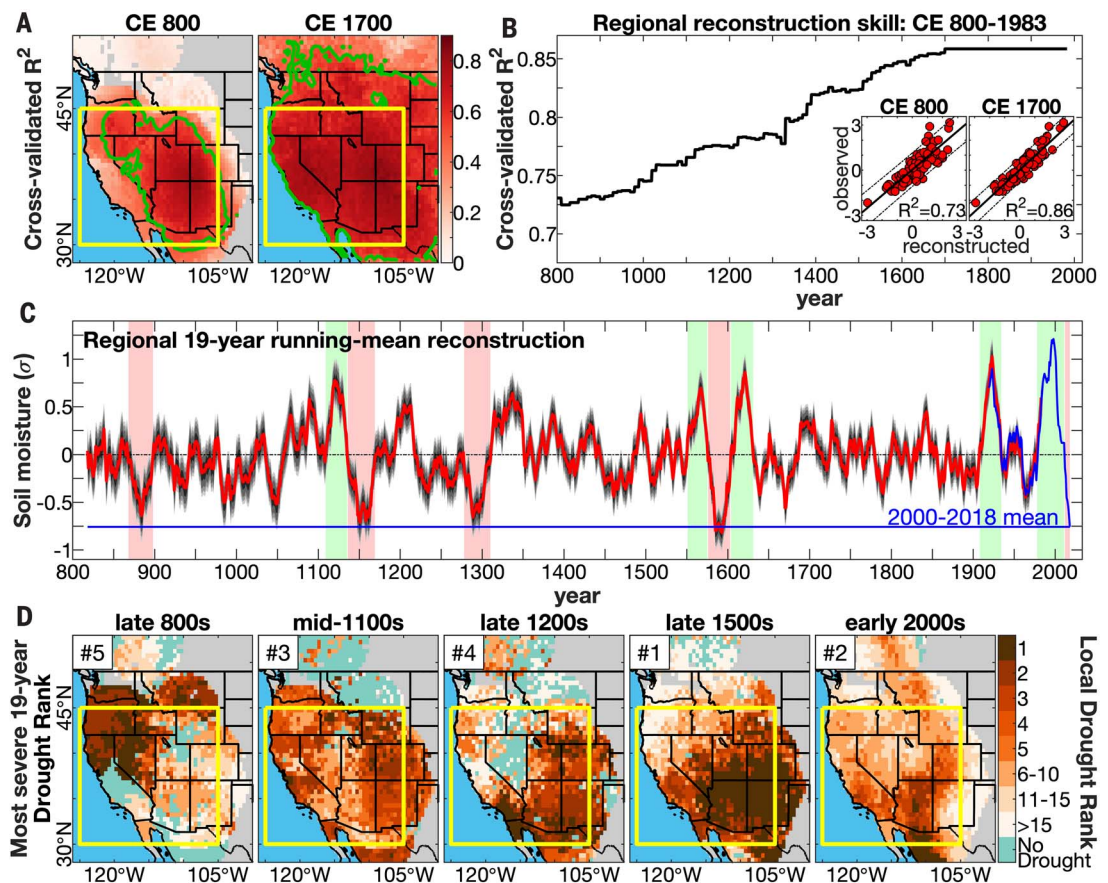 A
CE 800
CE 1700
Cross-validated R²
45°N
30°N
120°W
105°W
120°W
105°W
0.8
0.6
0.4
0.2
0
B
Regional reconstruction skill: CE 800-1983
Cross-validated R²
0.85
0.8
0.75
0.7
CE 800
CE 1700
observed
3
0
-3
R²=0.73
R²=0.86
-3
0
3
-3
0
3
reconstructed
800
1000
1200
1400
1600
1800
2000
year
C
Regional 19-year running-mean reconstruction
Soil moisture (σ)
1
0.5
0
-0.5
-1
2000-2018 mean
800
900
1000
1100
1200
1300
1400
1500
1600
1700
1800
1900
2000
year
D
Most severe 19-year
Drought Rank
late 800s
mid-1100s
late 1200s
late 1500s
early 2000s
#5
#3
#4
#1
#2
45°N
30°N
120°W
105°W
120°W
105°W
120°W
105°W
120°W
105°W
120°W
105°W
1
2
3
4
5
6-10
11-15
>15
No
Drought
Local Drought Rank